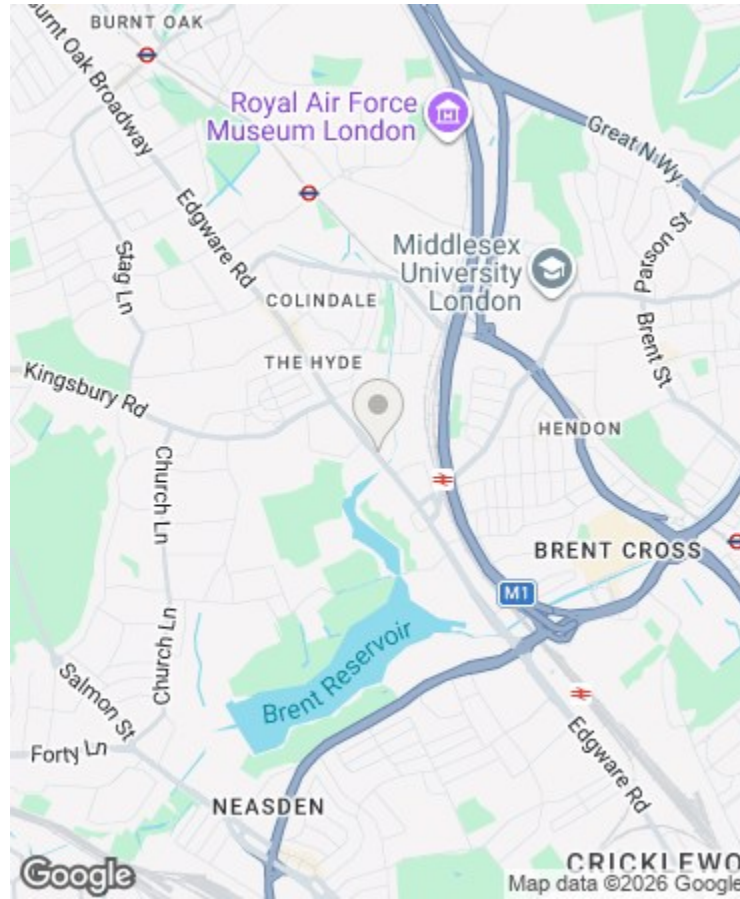 BURNT OAK
Burnt Oak Broadway
Royal Air Force
Museum London
Great N Wy.
Edgware Rd
Parson St
Middlesex
University
London
Stag Ln
COLINDALE
Brent St
THE HYDE
Kingsbury Rd
HENDON
Church Ln
BRENT CROSS
M1
Church Ln
Brent Reservoir
Salmon St
Edgware Rd
Forty Ln
NEASDEN
CRICKLEWO
Google
Map data ©2026 Google